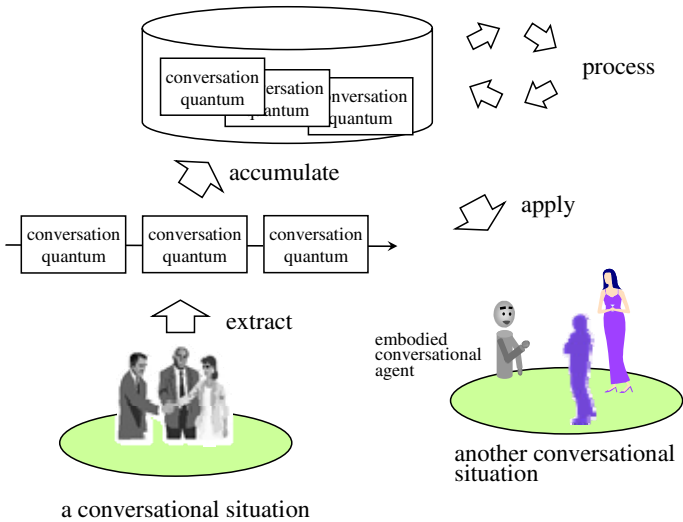 conversation
quantum
ersation
antum
nversation
quantum
process
accumulate
apply
conversation
quantum
conversation
quantum
conversation
quantum
extract
embodied
conversational
agent
another conversational
situation
a conversational situation